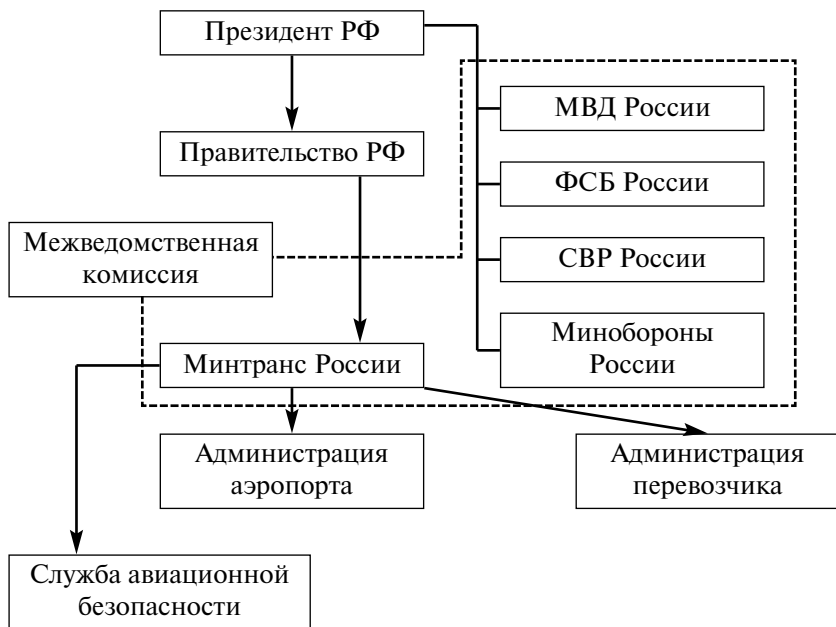 Президент РФ
МВД России
Правительство РФ
ФСБ России
Межведомственная
комиссия
СВР России
Минобороны
России
Минтранс России
Администрация
аэропорта
Администрация
перевозчика
Служба авиационной
безопасности